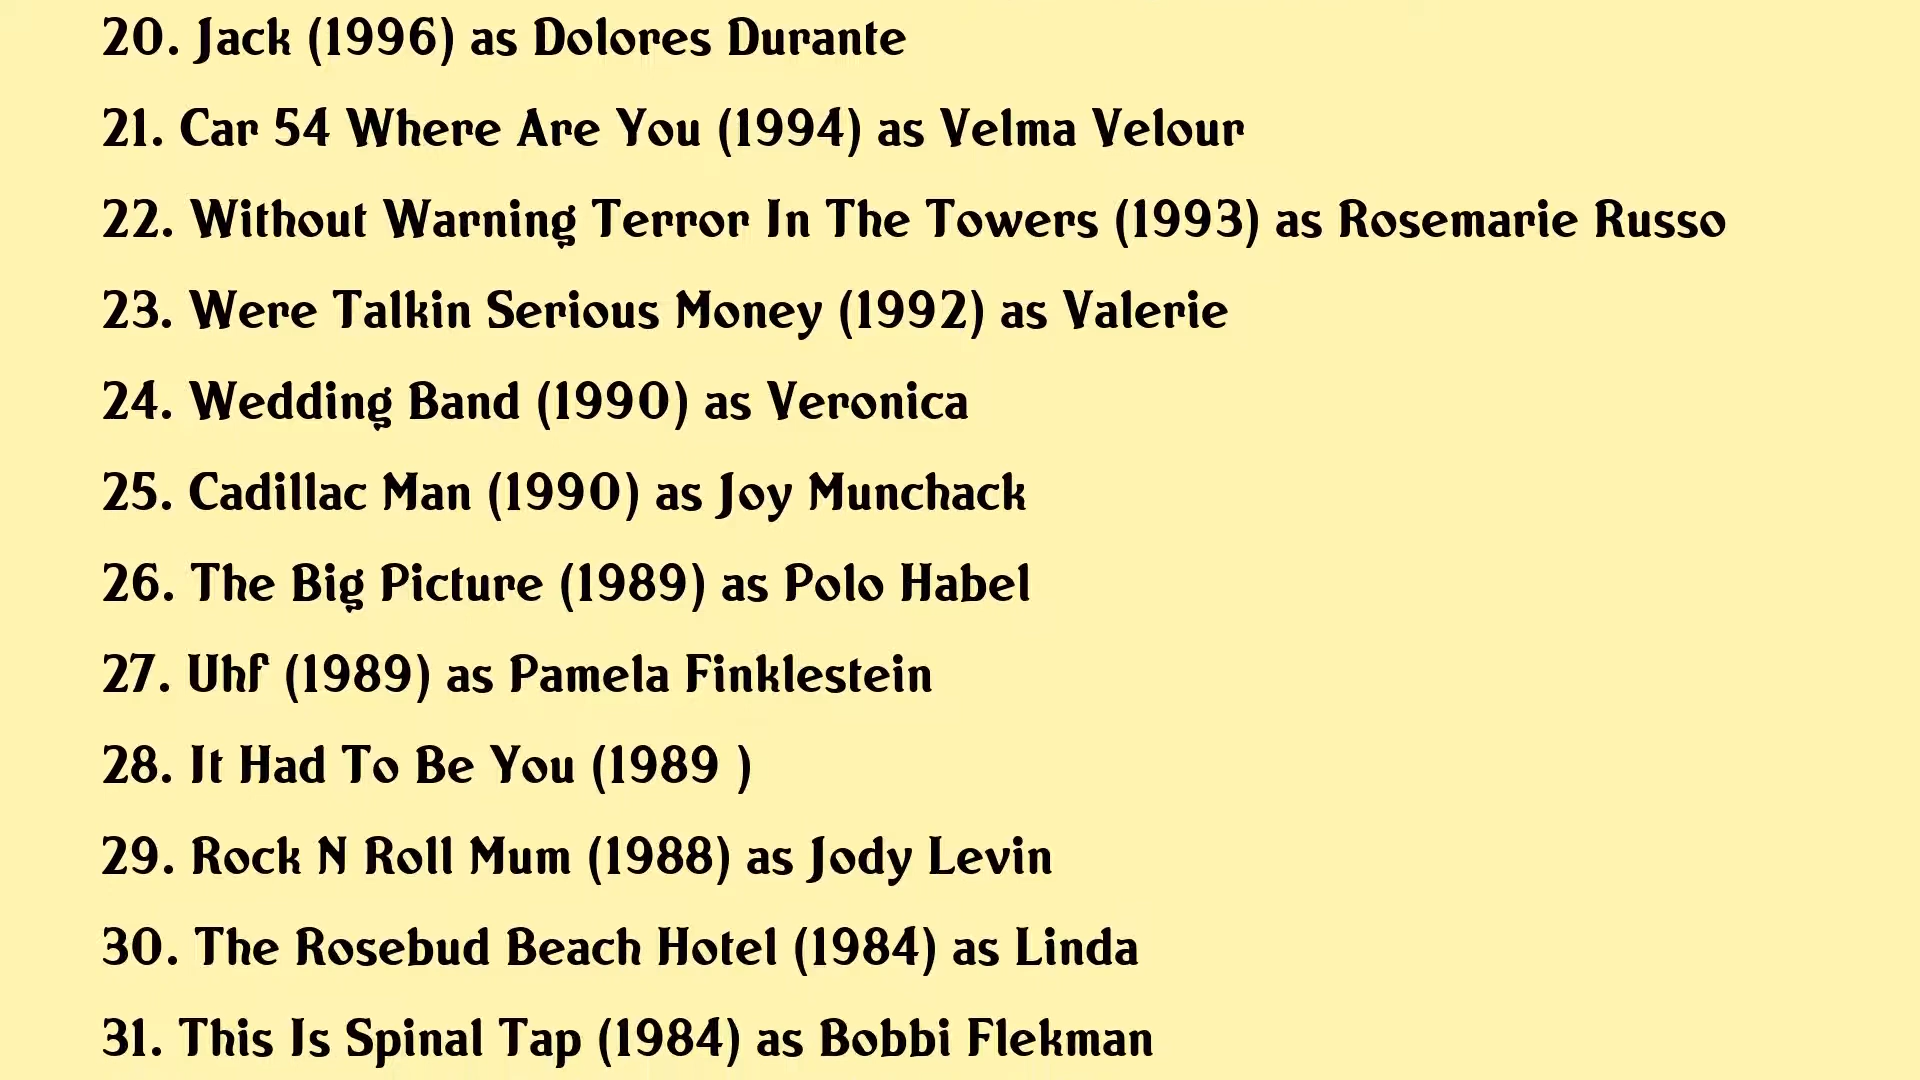 20. Jack (1996) as Dolores Durante
21. Car 54 Where Are You (1994) as Velma Velour
22. Without Warning Terror In The Towers (1993) as Rosemarie Russo
23. Were Talkin Serious Money (1992) as Valerie
24. Wedding Band (1990) as Veronica
25. Cadillac Man (1990) as Joy Munchack
26. The Big Picture (1989) as Polo Habel
27. Uhf (1989) as Pamela Finklestein
28. It Had To Be You (1989 )
29. Rock N Roll Mum (1988) as Jody Levin
30. The Rosebud Beach Hotel (1984) as Linda
31. This Is Spinal Tap (1984) as Bobbi Flekman